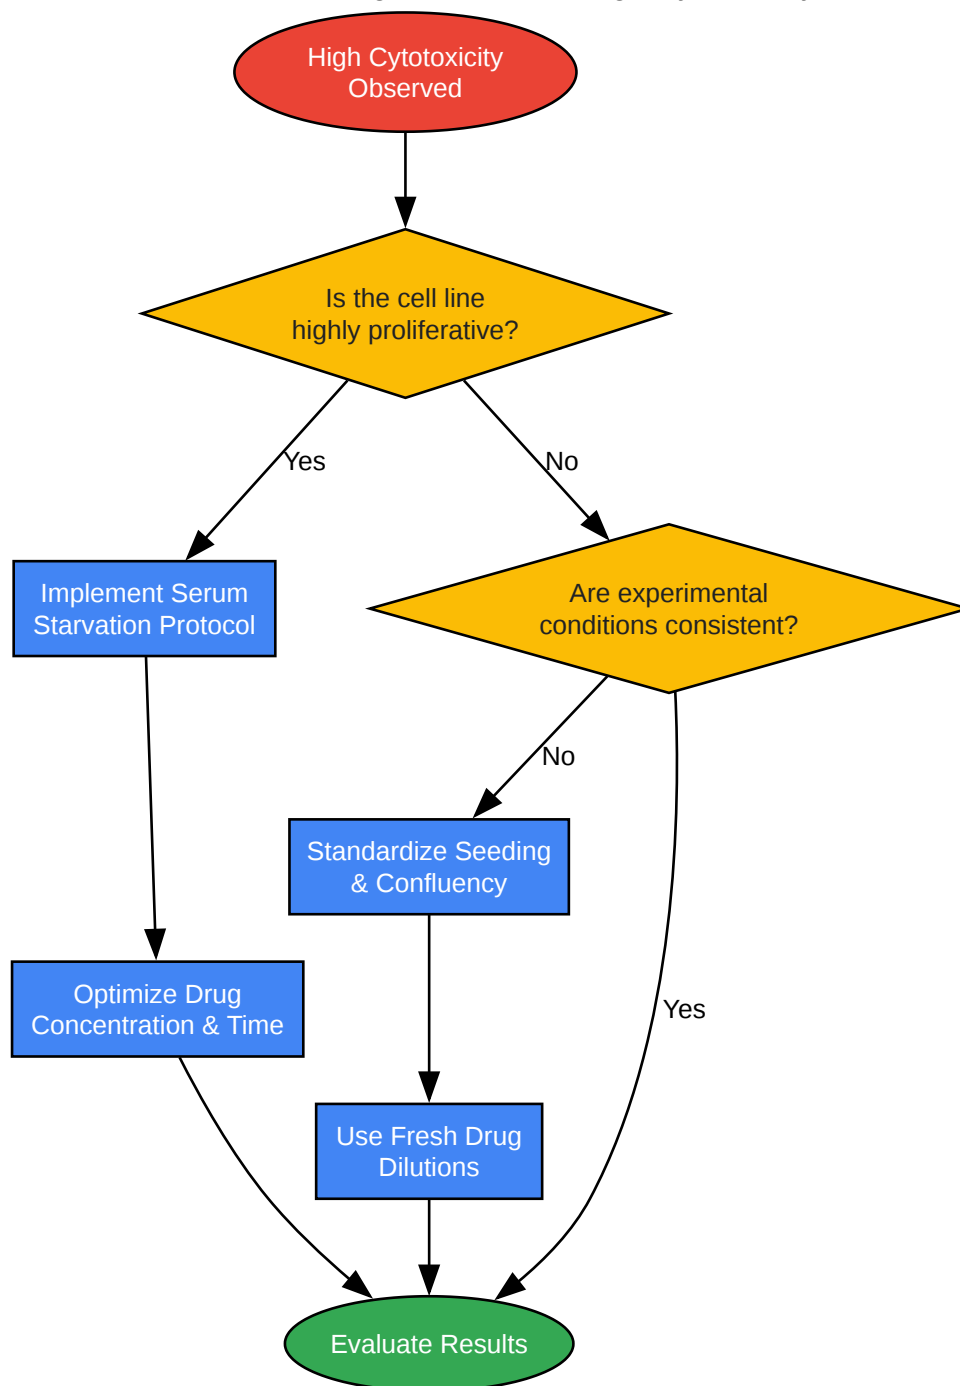 High Cytotoxicity
Observed
Is the cell line
highly proliferative?
Yes
No
Implement Serum
Starvation Protocol
Are experimental
conditions consistent?
No
Standardize Seeding
& Confluency
Optimize Drug
Concentration & Time
Yes
Use Fresh Drug
Dilutions
Evaluate Results